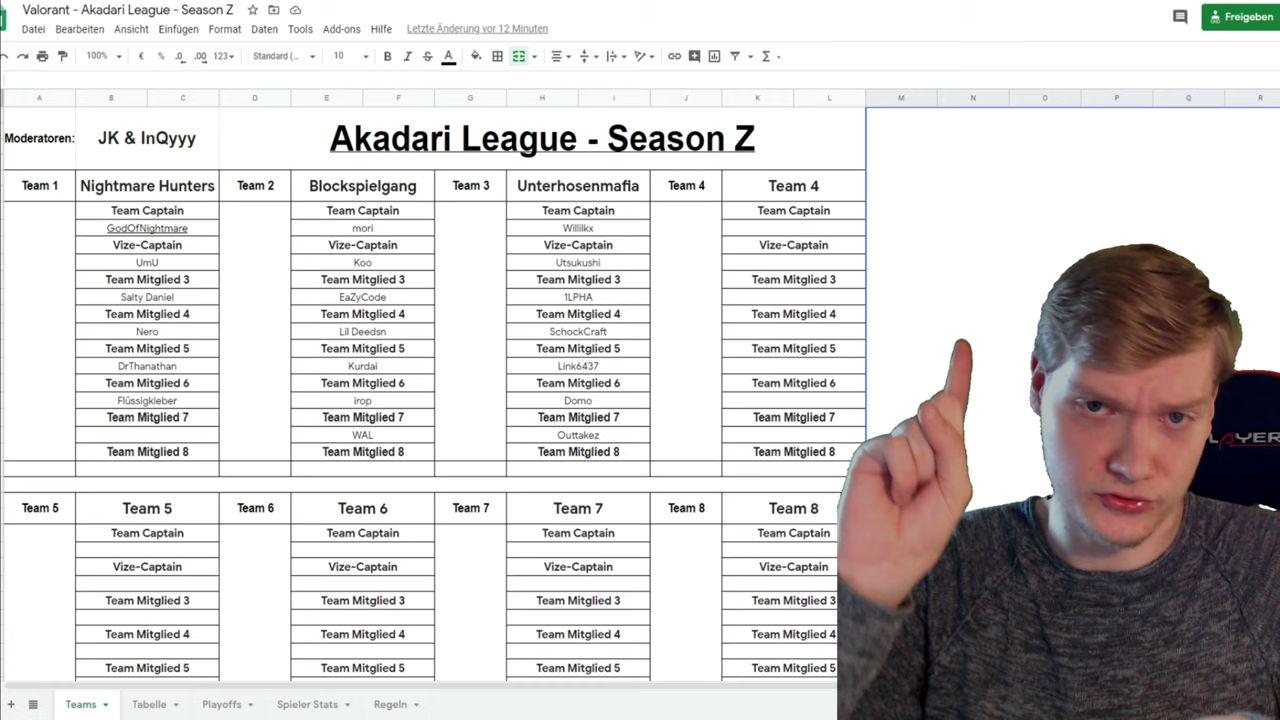 Valorant - Akadari League - Season Z
Datei Bearbeiten Ansicht Einfügen Format Daten Tools Add-ons Hilfe Letzte Änderung vor 12 Minuten
Freigeben
100% € % .0 .00 123 Standard (... 10 B I S A Σ
A B C D E F G H I J K L M N O P Q R
Moderatoren: JK & InQyyy Akadari League - Season Z
Team 1 Nightmare Hunters Team 2 Blockspielgang Team 3 Unterhosenmafia Team 4 Team 4
Team Captain Team Captain Team Captain Team Captain
GodOfNightmare mori Willilkx
Vize-Captain Vize-Captain Vize-Captain Vize-Captain
UmU Koo Utsukushi
Team Mitglied 3 Team Mitglied 3 Team Mitglied 3 Team Mitglied 3
Salty Daniel EaZyCode 1LPHA
Team Mitglied 4 Team Mitglied 4 Team Mitglied 4 Team Mitglied 4
Nero Lil Deedsn SchockCraft
Team Mitglied 5 Team Mitglied 5 Team Mitglied 5 Team Mitglied 5
DrThanathan Kurdai Link6437
Team Mitglied 6 Team Mitglied 6 Team Mitglied 6 Team Mitglied 6
Flüssigkleber irop Domo
Team Mitglied 7 Team Mitglied 7 Team Mitglied 7 Team Mitglied 7
WAL Outtakez
Team Mitglied 8 Team Mitglied 8 Team Mitglied 8 Team Mitglied 8
Team 5 Team 5 Team 6 Team 6 Team 7 Team 7 Team 8 Team 8
Team Captain Team Captain Team Captain Team Captain
Vize-Captain Vize-Captain Vize-Captain Vize-Captain
Team Mitglied 3 Team Mitglied 3 Team Mitglied 3 Team Mitglied 3
Team Mitglied 4 Team Mitglied 4 Team Mitglied 4 Team Mitglied 4
Team Mitglied 5 Team Mitglied 5 Team Mitglied 5 Team Mitglied 5
Teams Tabelle Playoffs Spieler Stats Regeln